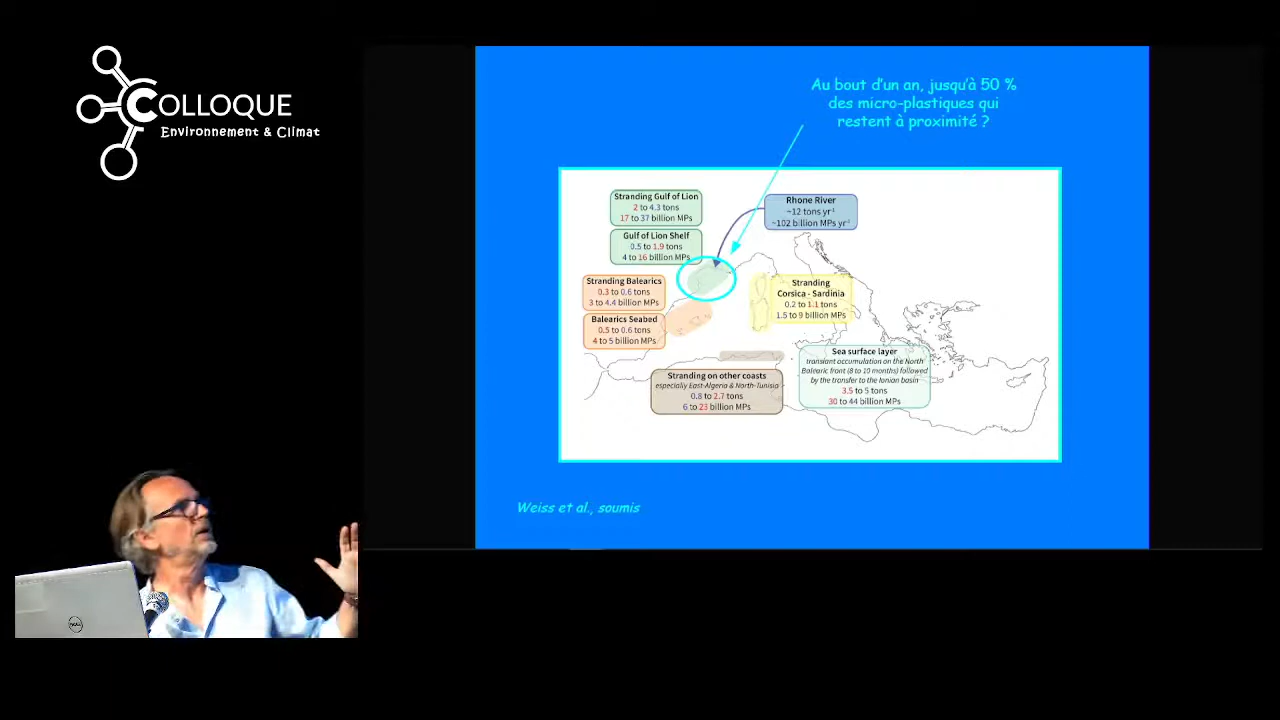 COLLOQUE
Environnement & Climat
Au bout d'un an, jusqu'à 50 %
des micro-plastiques qui
restent à proximité ?
Stranding Gulf of Lion
2 to 4.3 tons
17 to 37 billion MPs
Rhone River
~12 tons yr⁻¹
~102 billion MPs yr⁻¹
Gulf of Lion Shelf
0.5 to 1.9 tons
4 to 16 billion MPs
Stranding Balearics
0.3 to 0.6 tons
3 to 4.4 billion MPs
Stranding
Corsica - Sardinia
0.2 to 1.1 tons
1.5 to 9 billion MPs
Balearics Seabed
0.5 to 0.6 tons
4 to 5 billion MPs
Sea surface layer
transiant accumulation on the North
Balearic front (8 to 10 months) followed
by the transfer to the Ionian basin
3.5 to 5 tons
30 to 44 billion MPs
Stranding on other coasts
especially East-Algeria & North-Tunisia
0.8 to 2.7 tons
6 to 23 billion MPs
Weiss et al., soumis
DELL